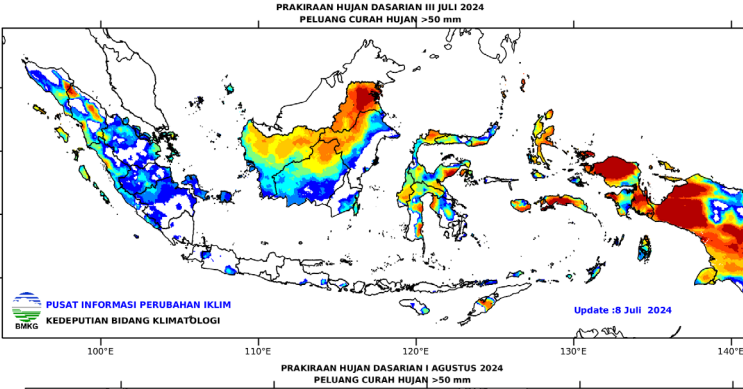 PRAKIRAAN HUJAN DASARIAN III JULI 2024
PELUANG CURAH HUJAN >50 mm
PUSAT INFORMASI PERUBAHAN IKLIM
KEDEPUTIAN BIDANG KLIMATOLOGI
BMKG
Update :8 Juli 2024
100°E 110°E 120°E 130°E 140°E
PRAKIRAAN HUJAN DASARIAN I AGUSTUS 2024
PELUANG CURAH HUJAN >50 mm